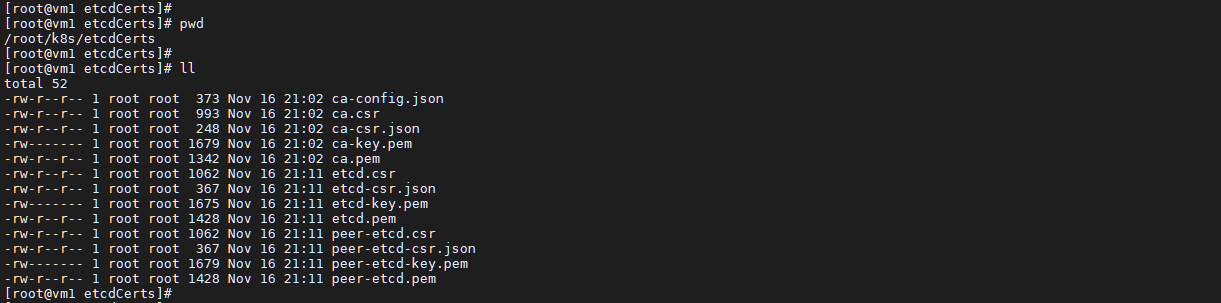 [root@vm1 etcdCerts]#
[root@vm1 etcdCerts]# pwd
/root/k8s/etcdCerts
[root@vm1 etcdCerts]#
[root@vm1 etcdCerts]# ll
total 52
-rw-r--r-- 1 root root  373 Nov 16 21:02 ca-config.json
-rw-r--r-- 1 root root  993 Nov 16 21:02 ca.csr
-rw-r--r-- 1 root root  248 Nov 16 21:02 ca-csr.json
-rw------- 1 root root 1679 Nov 16 21:02 ca-key.pem
-rw-r--r-- 1 root root 1342 Nov 16 21:02 ca.pem
-rw-r--r-- 1 root root 1062 Nov 16 21:11 etcd.csr
-rw-r--r-- 1 root root  367 Nov 16 21:11 etcd-csr.json
-rw------- 1 root root 1675 Nov 16 21:11 etcd-key.pem
-rw-r--r-- 1 root root 1428 Nov 16 21:11 etcd.pem
-rw-r--r-- 1 root root 1062 Nov 16 21:11 peer-etcd.csr
-rw-r--r-- 1 root root  367 Nov 16 21:11 peer-etcd-csr.json
-rw------- 1 root root 1679 Nov 16 21:11 peer-etcd-key.pem
-rw-r--r-- 1 root root 1428 Nov 16 21:11 peer-etcd.pem
[root@vm1 etcdCerts]#